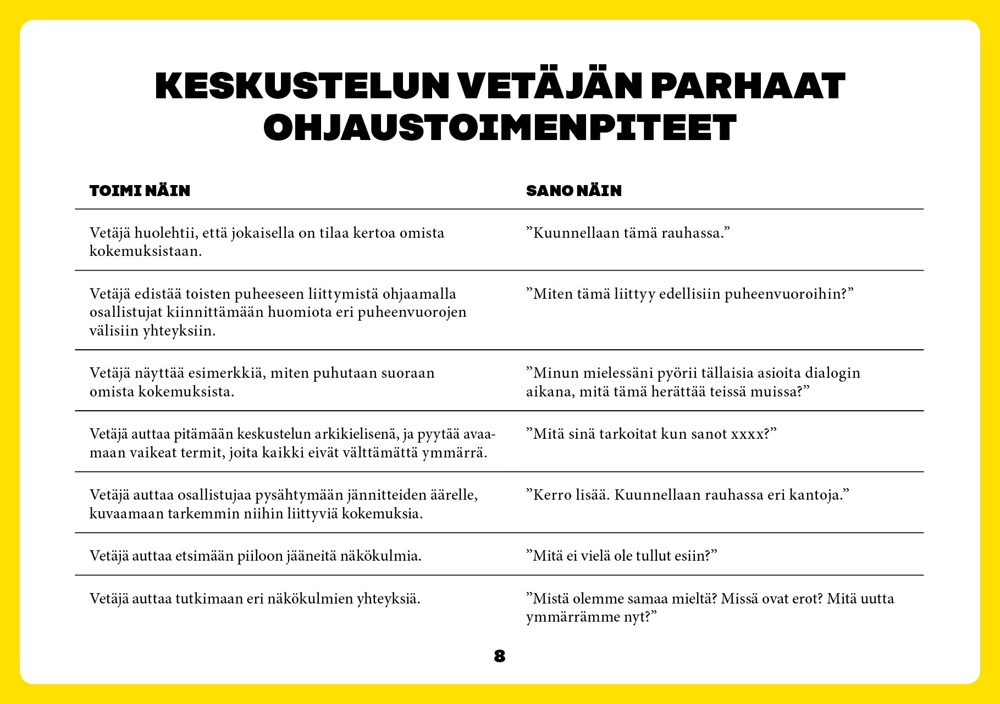 KESKUSTELUN VETÄJÄN PARHAAT
OHJAUSTOIMENPITEET
TOIMI NÄIN
SANO NÄIN
Vetäjä huolehtii, että jokaisella on tilaa kertoa omista
kokemuksistaan.
”Kuunnellaan tämä rauhassa.”
Vetäjä edistää toisten puheeseen liittymistä ohjaamalla
osallistujat kiinnittämään huomiota eri puheenvuorojen
välisiin yhteyksiin.
”Miten tämä liittyy edellisiin puheenvuoroihin?”
Vetäjä näyttää esimerkkiä, miten puhutaan suoraan
omista kokemuksista.
”Minun mielessäni pyörii tällaisia asioita dialogin
aikana, mitä tämä herättää teissä muissa?”
Vetäjä auttaa pitämään keskustelun arkikielisenä, ja pyytää avaa-
maan vaikeat termit, joita kaikki eivät välttämättä ymmärrä.
”Mitä sinä tarkoitat kun sanot xxxx?”
Vetäjä auttaa osallistujaa pysähtymään jännitteiden äärelle,
kuvaamaan tarkemmin niihin liittyviä kokemuksia.
”Kerro lisää. Kuunnellaan rauhassa eri kantoja.”
Vetäjä auttaa etsimään piiloon jääneitä näkökulmia.
”Mitä ei vielä ole tullut esiin?”
Vetäjä auttaa tutkimaan eri näkökulmien yhteyksiä.
”Mistä olemme samaa mieltä? Missä ovat erot? Mitä uutta
ymmärrämme nyt?”
8